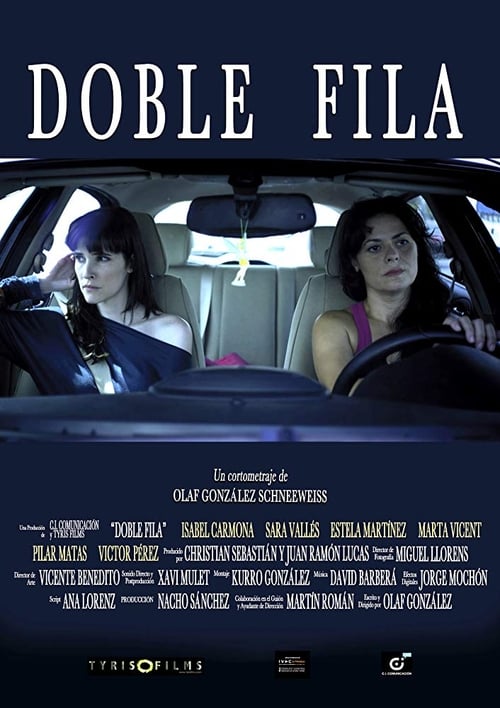 DOBLE FILA
Un cortometraje de
OLAF GONZÁLEZ SCHNEEWEISS
Una Producción de C.J. COMUNICACIÓN y TYRIS FILMS "DOBLE FILA" ISABEL CARMONA SARA VALLÉS ESTELA MARTÍNEZ MARTA VICENT
PILAR MATAS VICTOR PÉREZ Producido por CHRISTIAN SEBASTIÁN Y JUAN RAMÓN LUCAS Director de Fotografía MIGUEL LLORENS
Director de Arte VICENTE BENEDITO Sonido Directo y Postproducción XAVI MULET Montaje KURRO GONZÁLEZ Música DAVID BARBERÁ Efectos Digitales JORGE MOCHÓN
Script ANA LORENZ PRODUCCIÓN NACHO SÁNCHEZ Colaboración en el Guión y Ayudante de Dirección MARTÍN ROMÁN Escrito y Dirigido por OLAF GONZÁLEZ
TYRIS FILMS
IVAC
C.J. COMUNICACIÓN